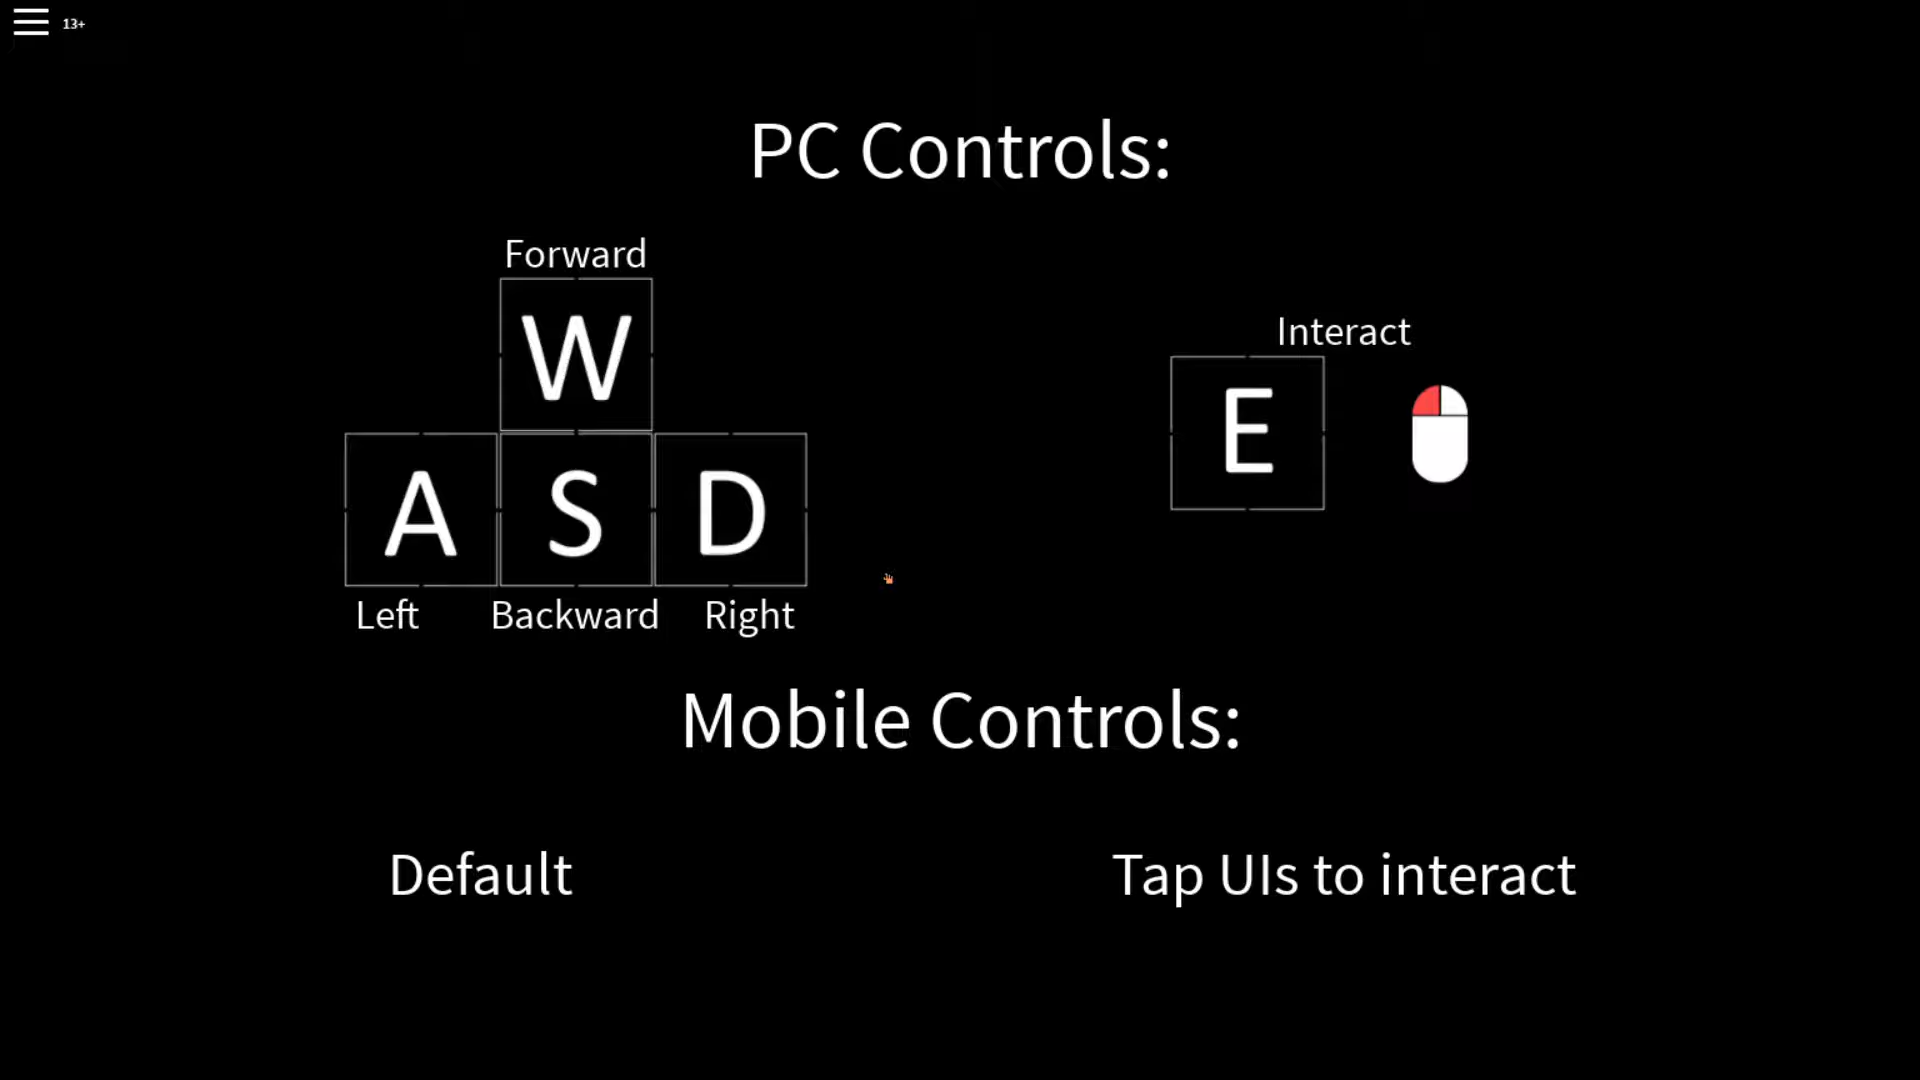 13+
PC Controls:
Forward
W
Interact
E
A S D
Left Backward Right
Mobile Controls:
Default
Tap UIs to interact